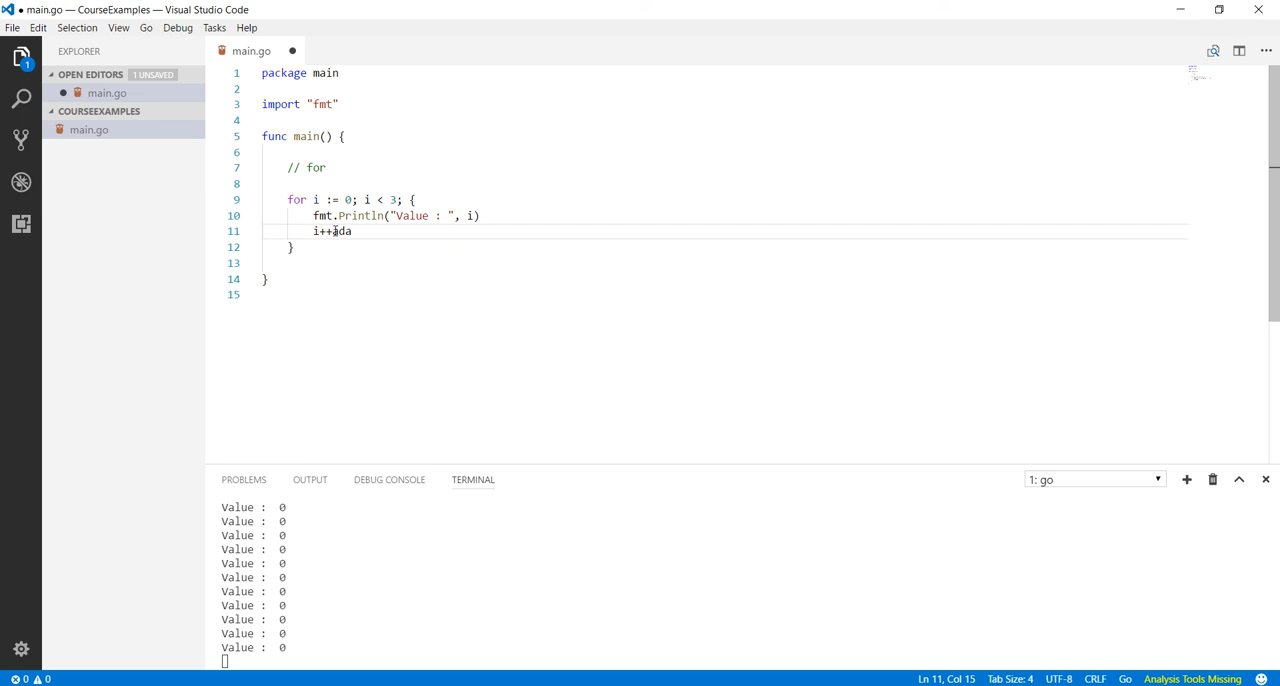 ● main.go — CourseExamples — Visual Studio Code
File Edit Selection View Go Debug Tasks Help
EXPLORER
main.go ●
1
OPEN EDITORS 1 UNSAVED
● main.go
COURSEEXAMPLES
main.go
1 package main
2
3 import "fmt"
4
5 func main() {
6
7 // for
8
9 for i := 0; i < 3; {
10 fmt.Println("Value : ", i)
11 i++ada
12 }
13
14 }
15
PROBLEMS OUTPUT DEBUG CONSOLE TERMINAL 1: go
Value : 0
Value : 0
Value : 0
Value : 0
Value : 0
Value : 0
Value : 0
Value : 0
Value : 0
Value : 0
Value : 0
0 0 Ln 11, Col 15 Tab Size: 4 UTF-8 CRLF Go Analysis Tools Missing